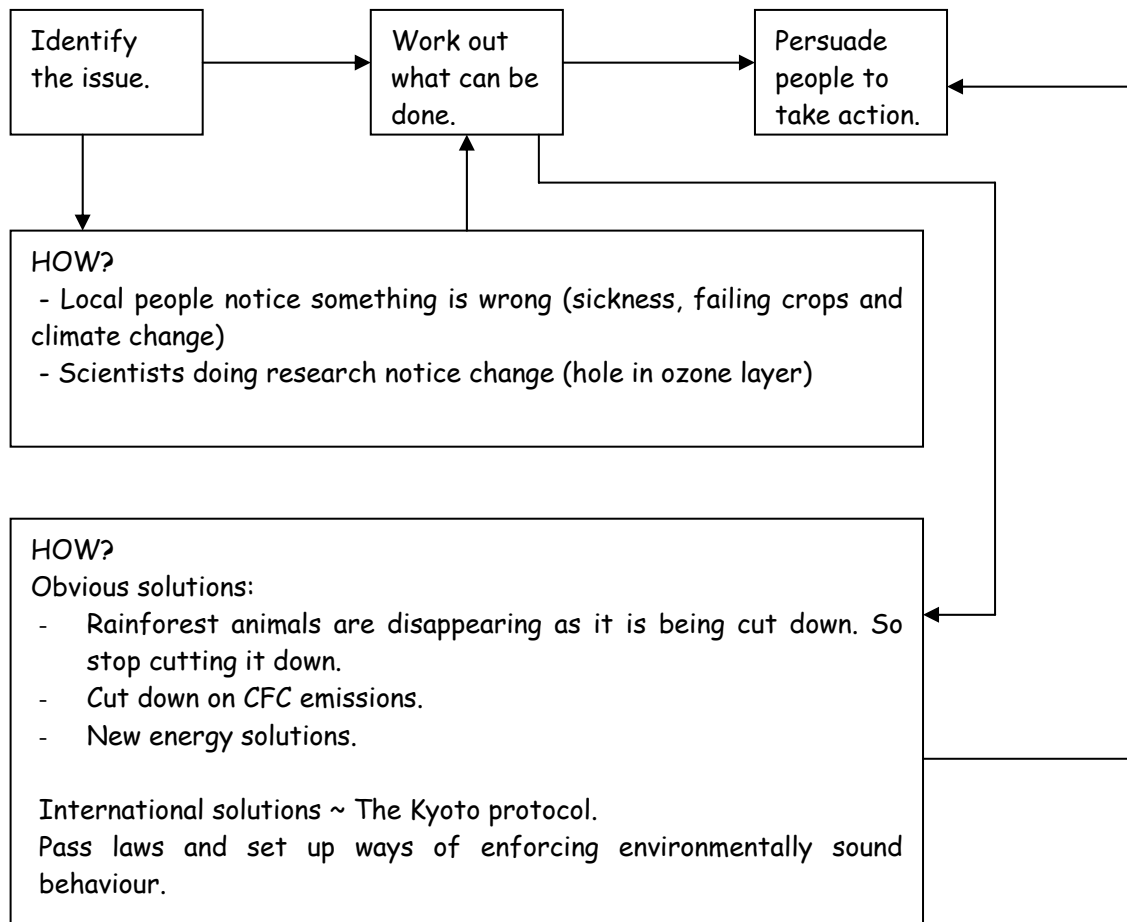 Identify
the issue.
Work out
what can be
done.
Persuade
people to
take action.
HOW?
- Local people notice something is wrong (sickness, failing crops and
climate change)
- Scientists doing research notice change (hole in ozone layer)
HOW?
Obvious solutions:
- Rainforest animals are disappearing as it is being cut down. So
stop cutting it down.
- Cut down on CFC emissions.
- New energy solutions.
International solutions ~ The Kyoto protocol.
Pass laws and set up ways of enforcing environmentally sound
behaviour.